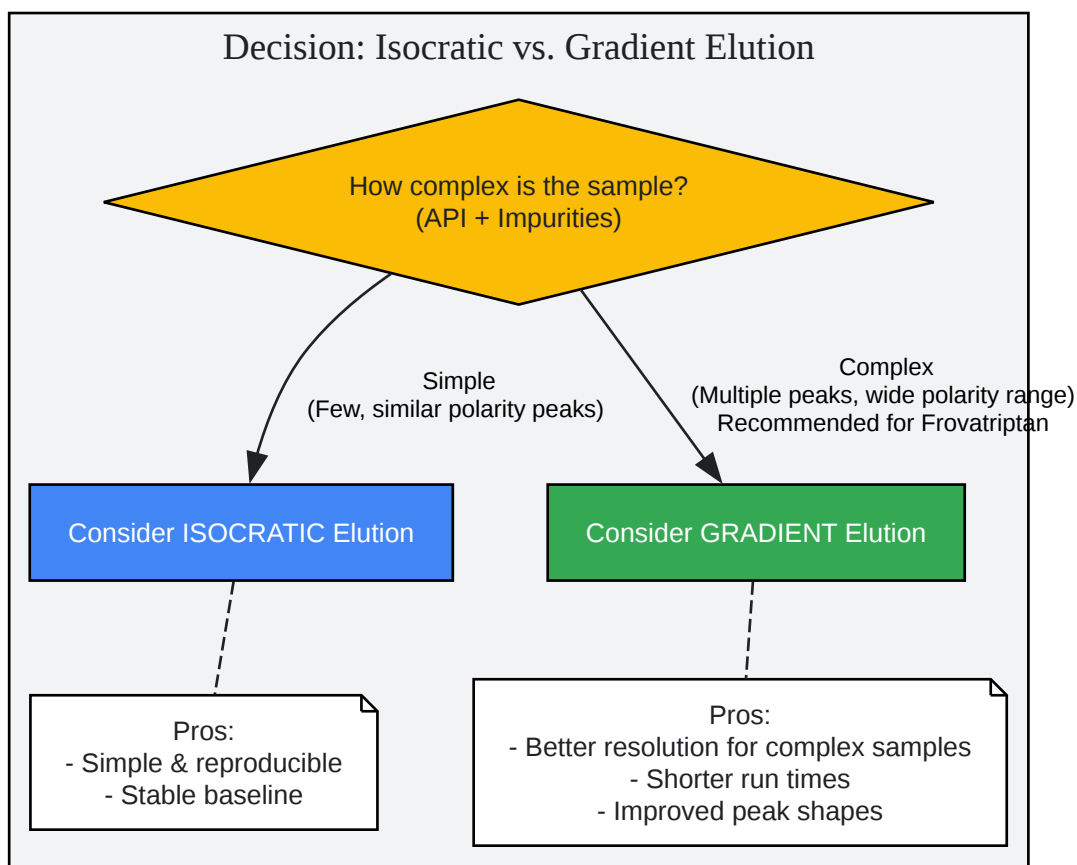 Decision: Isocratic vs. Gradient Elution
How complex is the sample?
(API + Impurities)
Simple
(Few, similar polarity peaks)
Complex
(Multiple peaks, wide polarity range)
Recommended for Frovatriptan
Consider ISOCRATIC Elution
Consider GRADIENT Elution
Pros:
- Simple & reproducible
- Stable baseline
Pros:
- Better resolution for complex samples
- Shorter run times
- Improved peak shapes